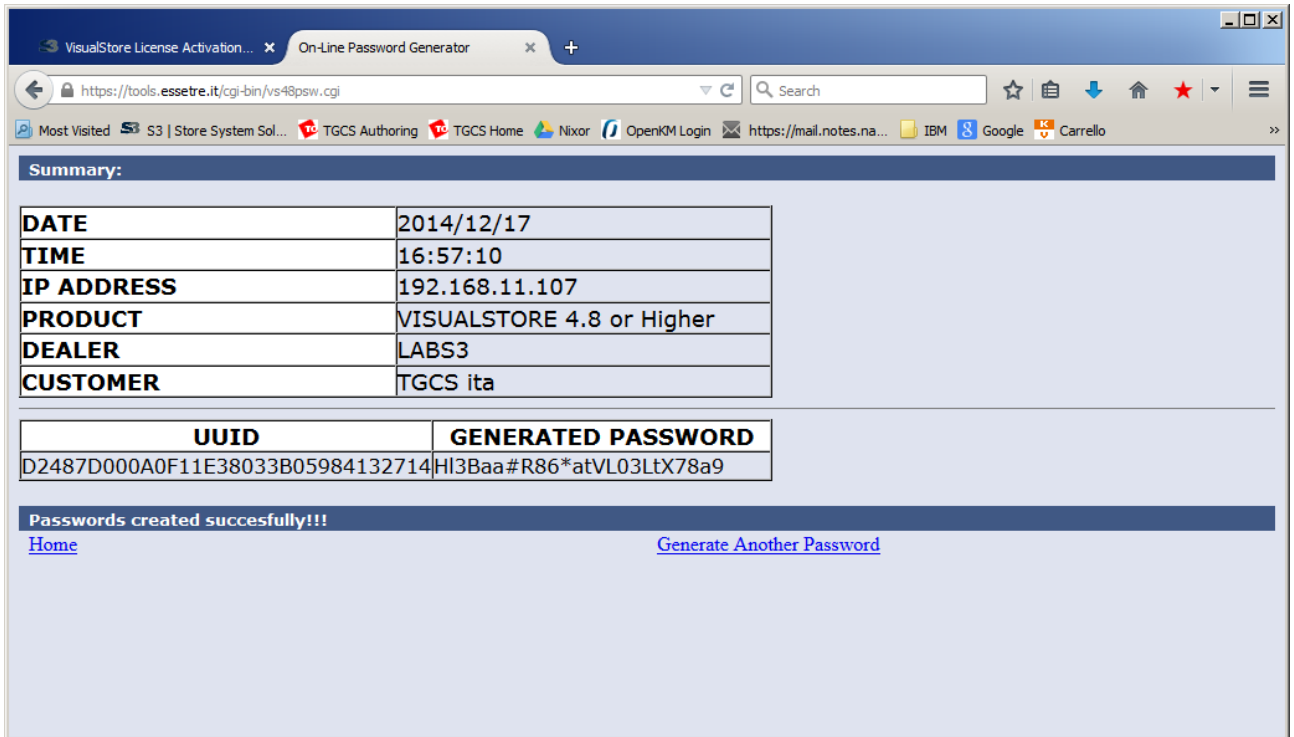 VisualStore License Activation... On-Line Password Generator
https://tools.essetre.it/cgi-bin/vs48psw.cgi Search
Most Visited S3 | Store System Sol... TGCS Authoring TGCS Home Nixor OpenKM Login https://mail.notes.na... IBM Google Carrello
Summary:
DATE 2014/12/17
TIME 16:57:10
IP ADDRESS 192.168.11.107
PRODUCT VISUALSTORE 4.8 or Higher
DEALER LABS3
CUSTOMER TGCS ita
UUID GENERATED PASSWORD
D2487D000A0F11E38033B05984132714 Hl3Baa#R86*atVL03LtX78a9
Passwords created succesfully!!!
Home Generate Another Password